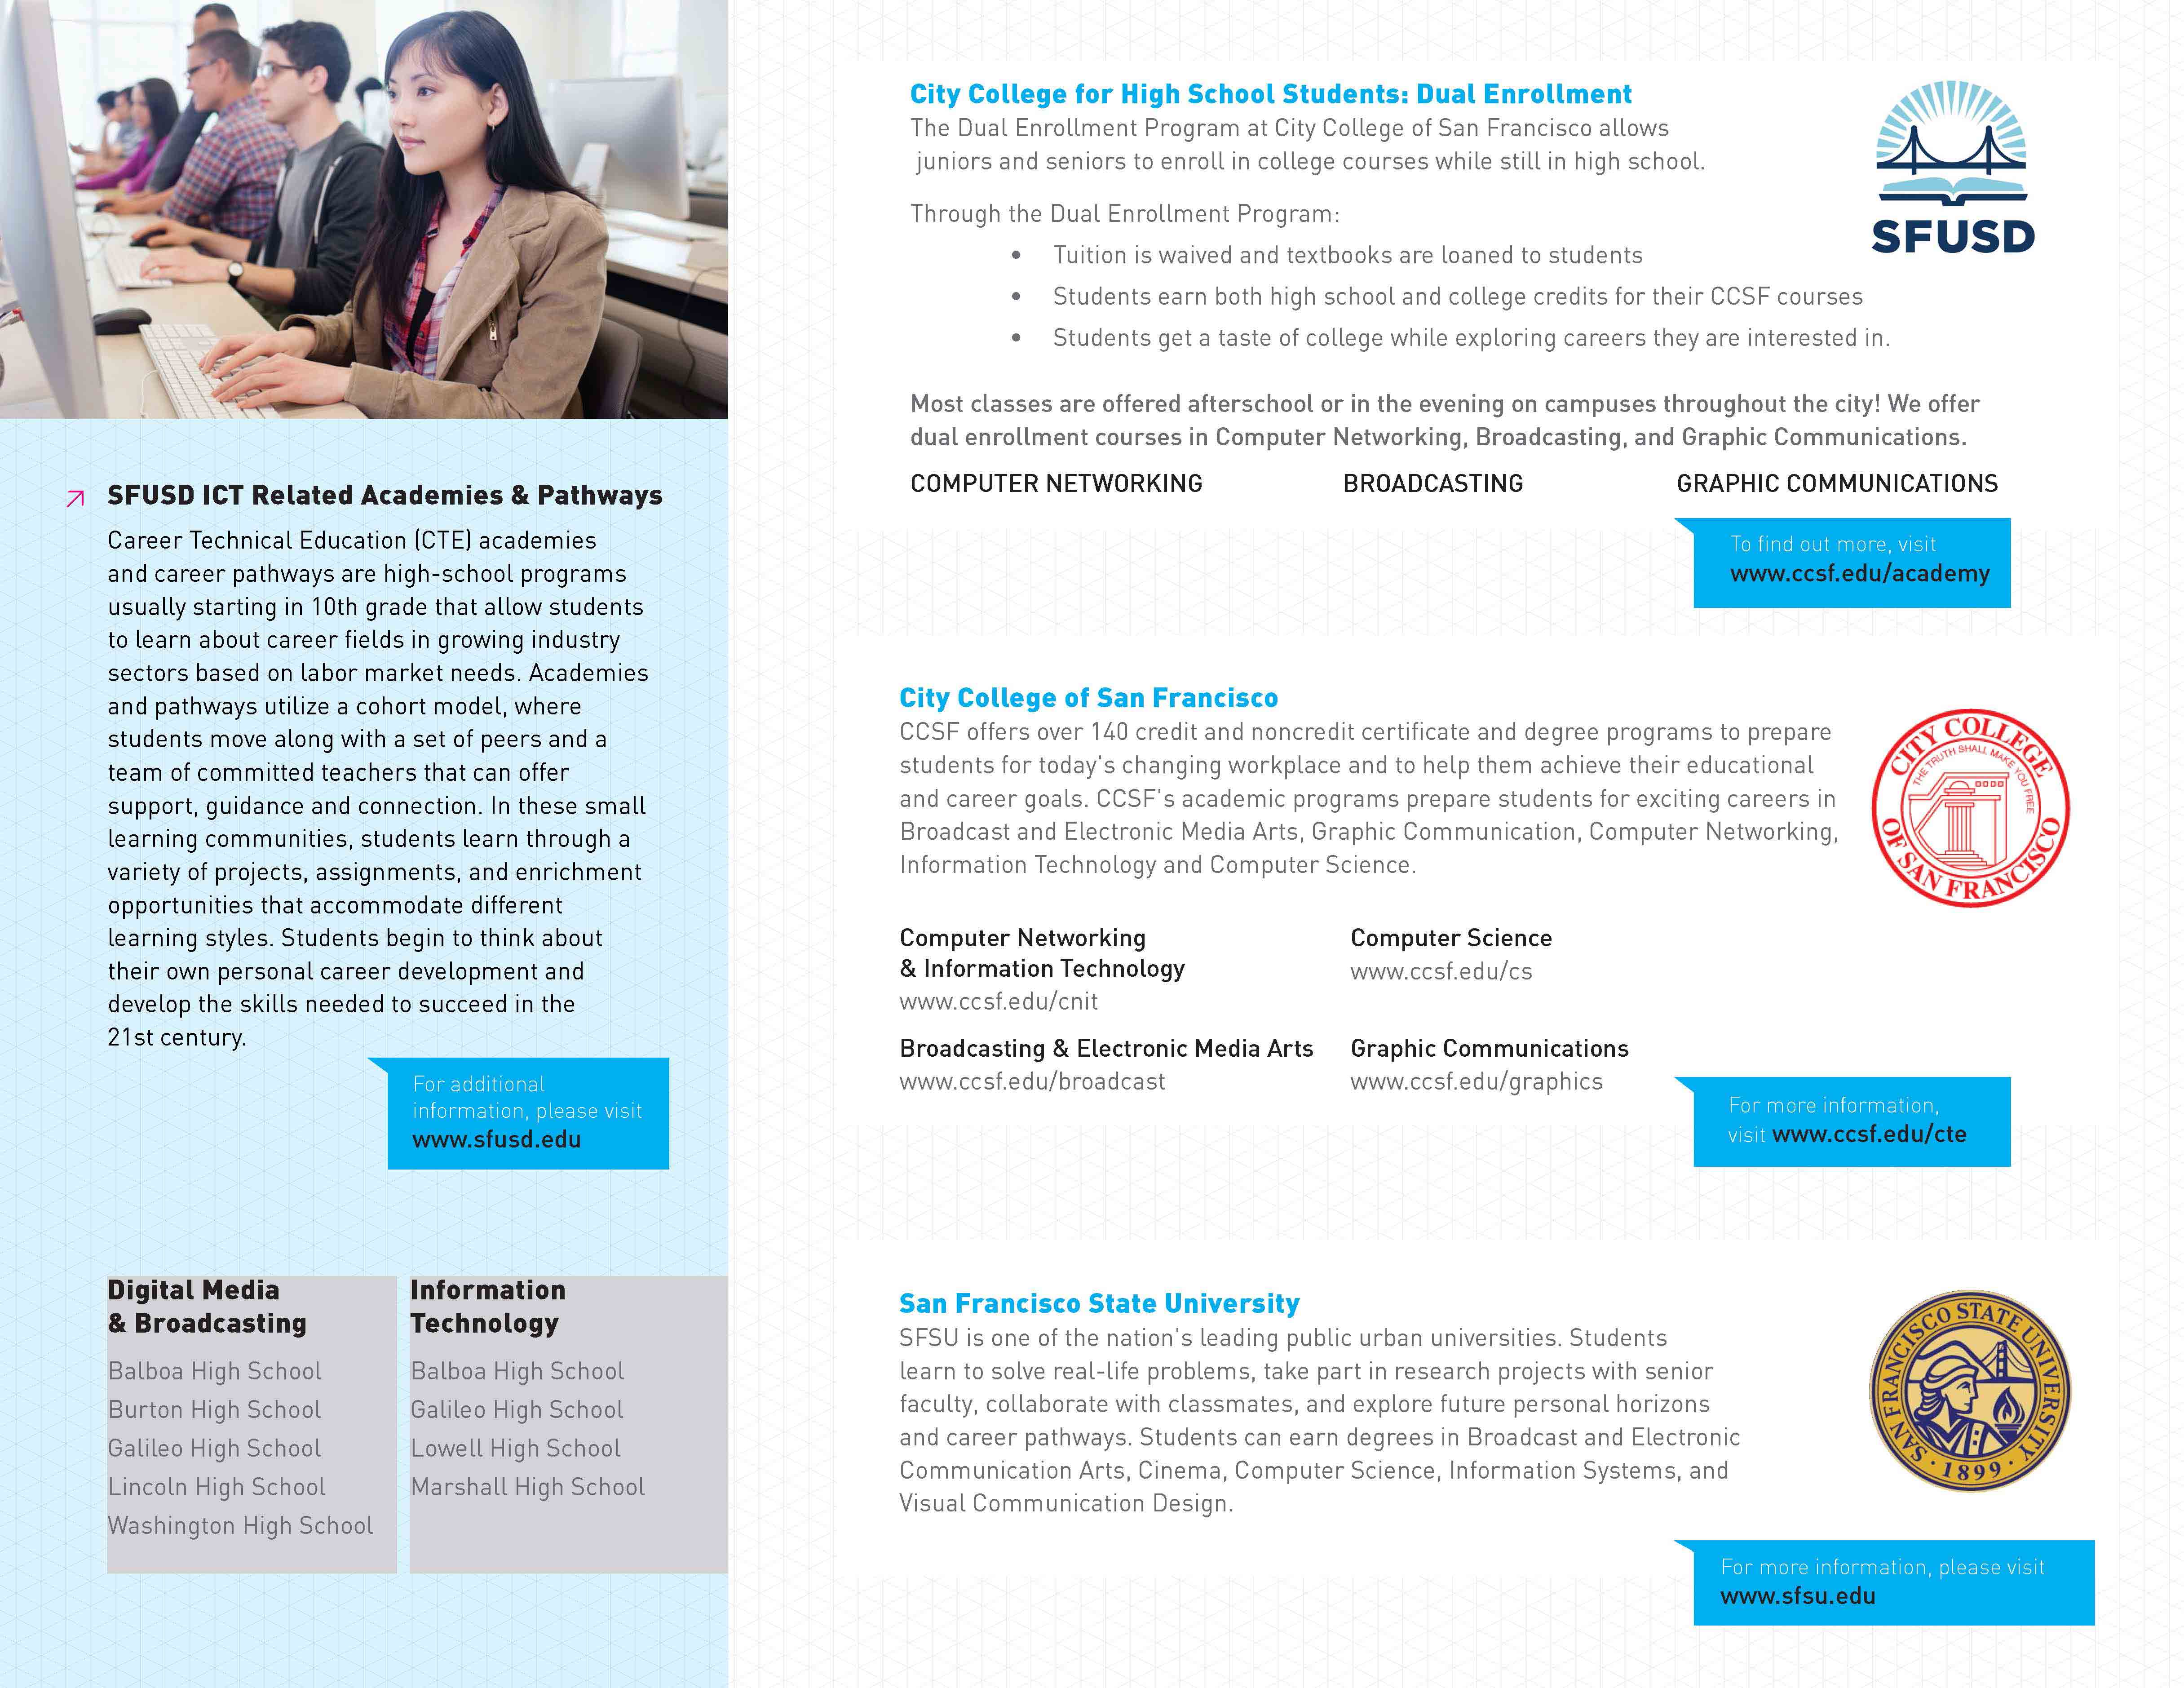 SFUSD ICT Related Academies & Pathways
Career Technical Education (CTE) academies
and career pathways are high-school programs
usually starting in 10th grade that allow students
to learn about career fields in growing industry
sectors based on labor market needs. Academies
and pathways utilize a cohort model, where
students move along with a set of peers and a
team of committed teachers that can offer
support, guidance and connection. In these small
learning communities, students learn through a
variety of projects, assignments, and enrichment
opportunities that accommodate different
learning styles. Students begin to think about
their own personal career development and
develop the skills needed to succeed in the
21st century.
For additional
information, please visit
www.sfusd.edu
Digital Media
& Broadcasting
Balboa High School
Burton High School
Galileo High School
Lincoln High School
Washington High School
Information
Technology
Balboa High School
Galileo High School
Lowell High School
Marshall High School
City College for High School Students: Dual Enrollment
The Dual Enrollment Program at City College of San Francisco allows
juniors and seniors to enroll in college courses while still in high school.
Through the Dual Enrollment Program:
• Tuition is waived and textbooks are loaned to students
• Students earn both high school and college credits for their CCSF courses
• Students get a taste of college while exploring careers they are interested in.
SFUSD
Most classes are offered afterschool or in the evening on campuses throughout the city! We offer
dual enrollment courses in Computer Networking, Broadcasting, and Graphic Communications.
COMPUTER NETWORKING BROADCASTING GRAPHIC COMMUNICATIONS
To find out more, visit
www.ccsf.edu/academy
City College of San Francisco
CCSF offers over 140 credit and noncredit certificate and degree programs to prepare
students for today's changing workplace and to help them achieve their educational
and career goals. CCSF's academic programs prepare students for exciting careers in
Broadcast and Electronic Media Arts, Graphic Communication, Computer Networking,
Information Technology and Computer Science.
CITY COLLEGE
OF SAN FRANCISCO
THE TRUTH SHALL MAKE YOU FREE
Computer Networking
& Information Technology
www.ccsf.edu/cnit
Computer Science
www.ccsf.edu/cs
Broadcasting & Electronic Media Arts
www.ccsf.edu/broadcast
Graphic Communications
www.ccsf.edu/graphics
For more information,
visit www.ccsf.edu/cte
San Francisco State University
SFSU is one of the nation's leading public urban universities. Students
learn to solve real-life problems, take part in research projects with senior
faculty, collaborate with classmates, and explore future personal horizons
and career pathways. Students can earn degrees in Broadcast and Electronic
Communication Arts, Cinema, Computer Science, Information Systems, and
Visual Communication Design.
SAN FRANCISCO STATE UNIVERSITY
· 1899 ·
For more information, please visit
www.sfsu.edu